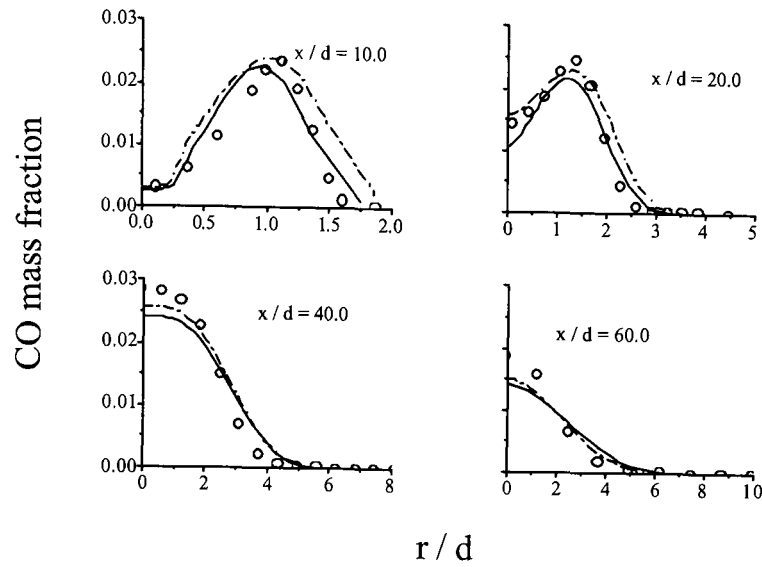 CO mass fraction
0.03
0.02
0.01
0.00
0.0 0.5 1.0 1.5 2.0
x / d = 10.0
0 1 2 3 4 5
x / d = 20.0
0.03
0.02
0.01
0.00
0 2 4 6 8
x / d = 40.0
0 2 4 6 8 10
x / d = 60.0
r / d